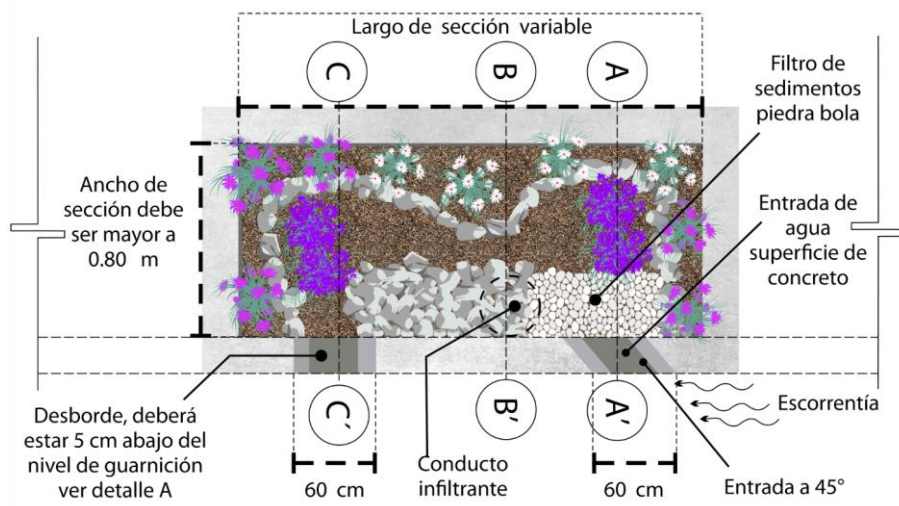 Largo de sección variable
C
B
A
Filtro de
sedimentos
piedra bola
Ancho de
sección debe
ser mayor a
0.80 m
Entrada de
agua
superficie de
concreto
Desborde, deberá
estar 5 cm abajo del
nivel de guarnición
ver detalle A
C'
B'
A'
Escorrentía
60 cm
Conducto
infiltrante
60 cm
Entrada a 45°